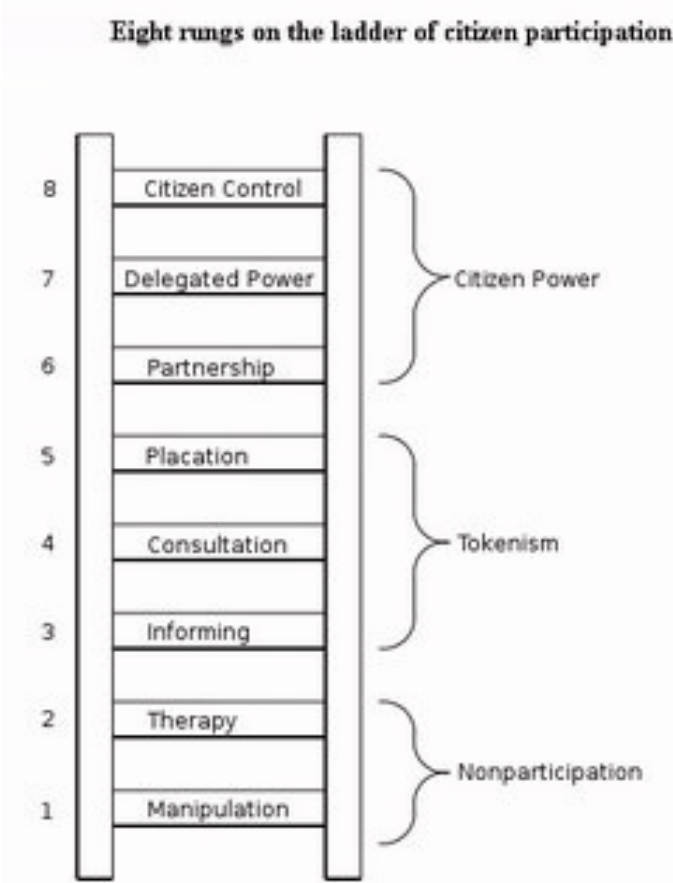 Eight rungs on the ladder of citizen participation
8 Citizen Control
7 Delegated Power Citizen Power
6 Partnership
5 Placation
4 Consultation Tokenism
3 Informing
2 Therapy
Nonparticipation
1 Manipulation